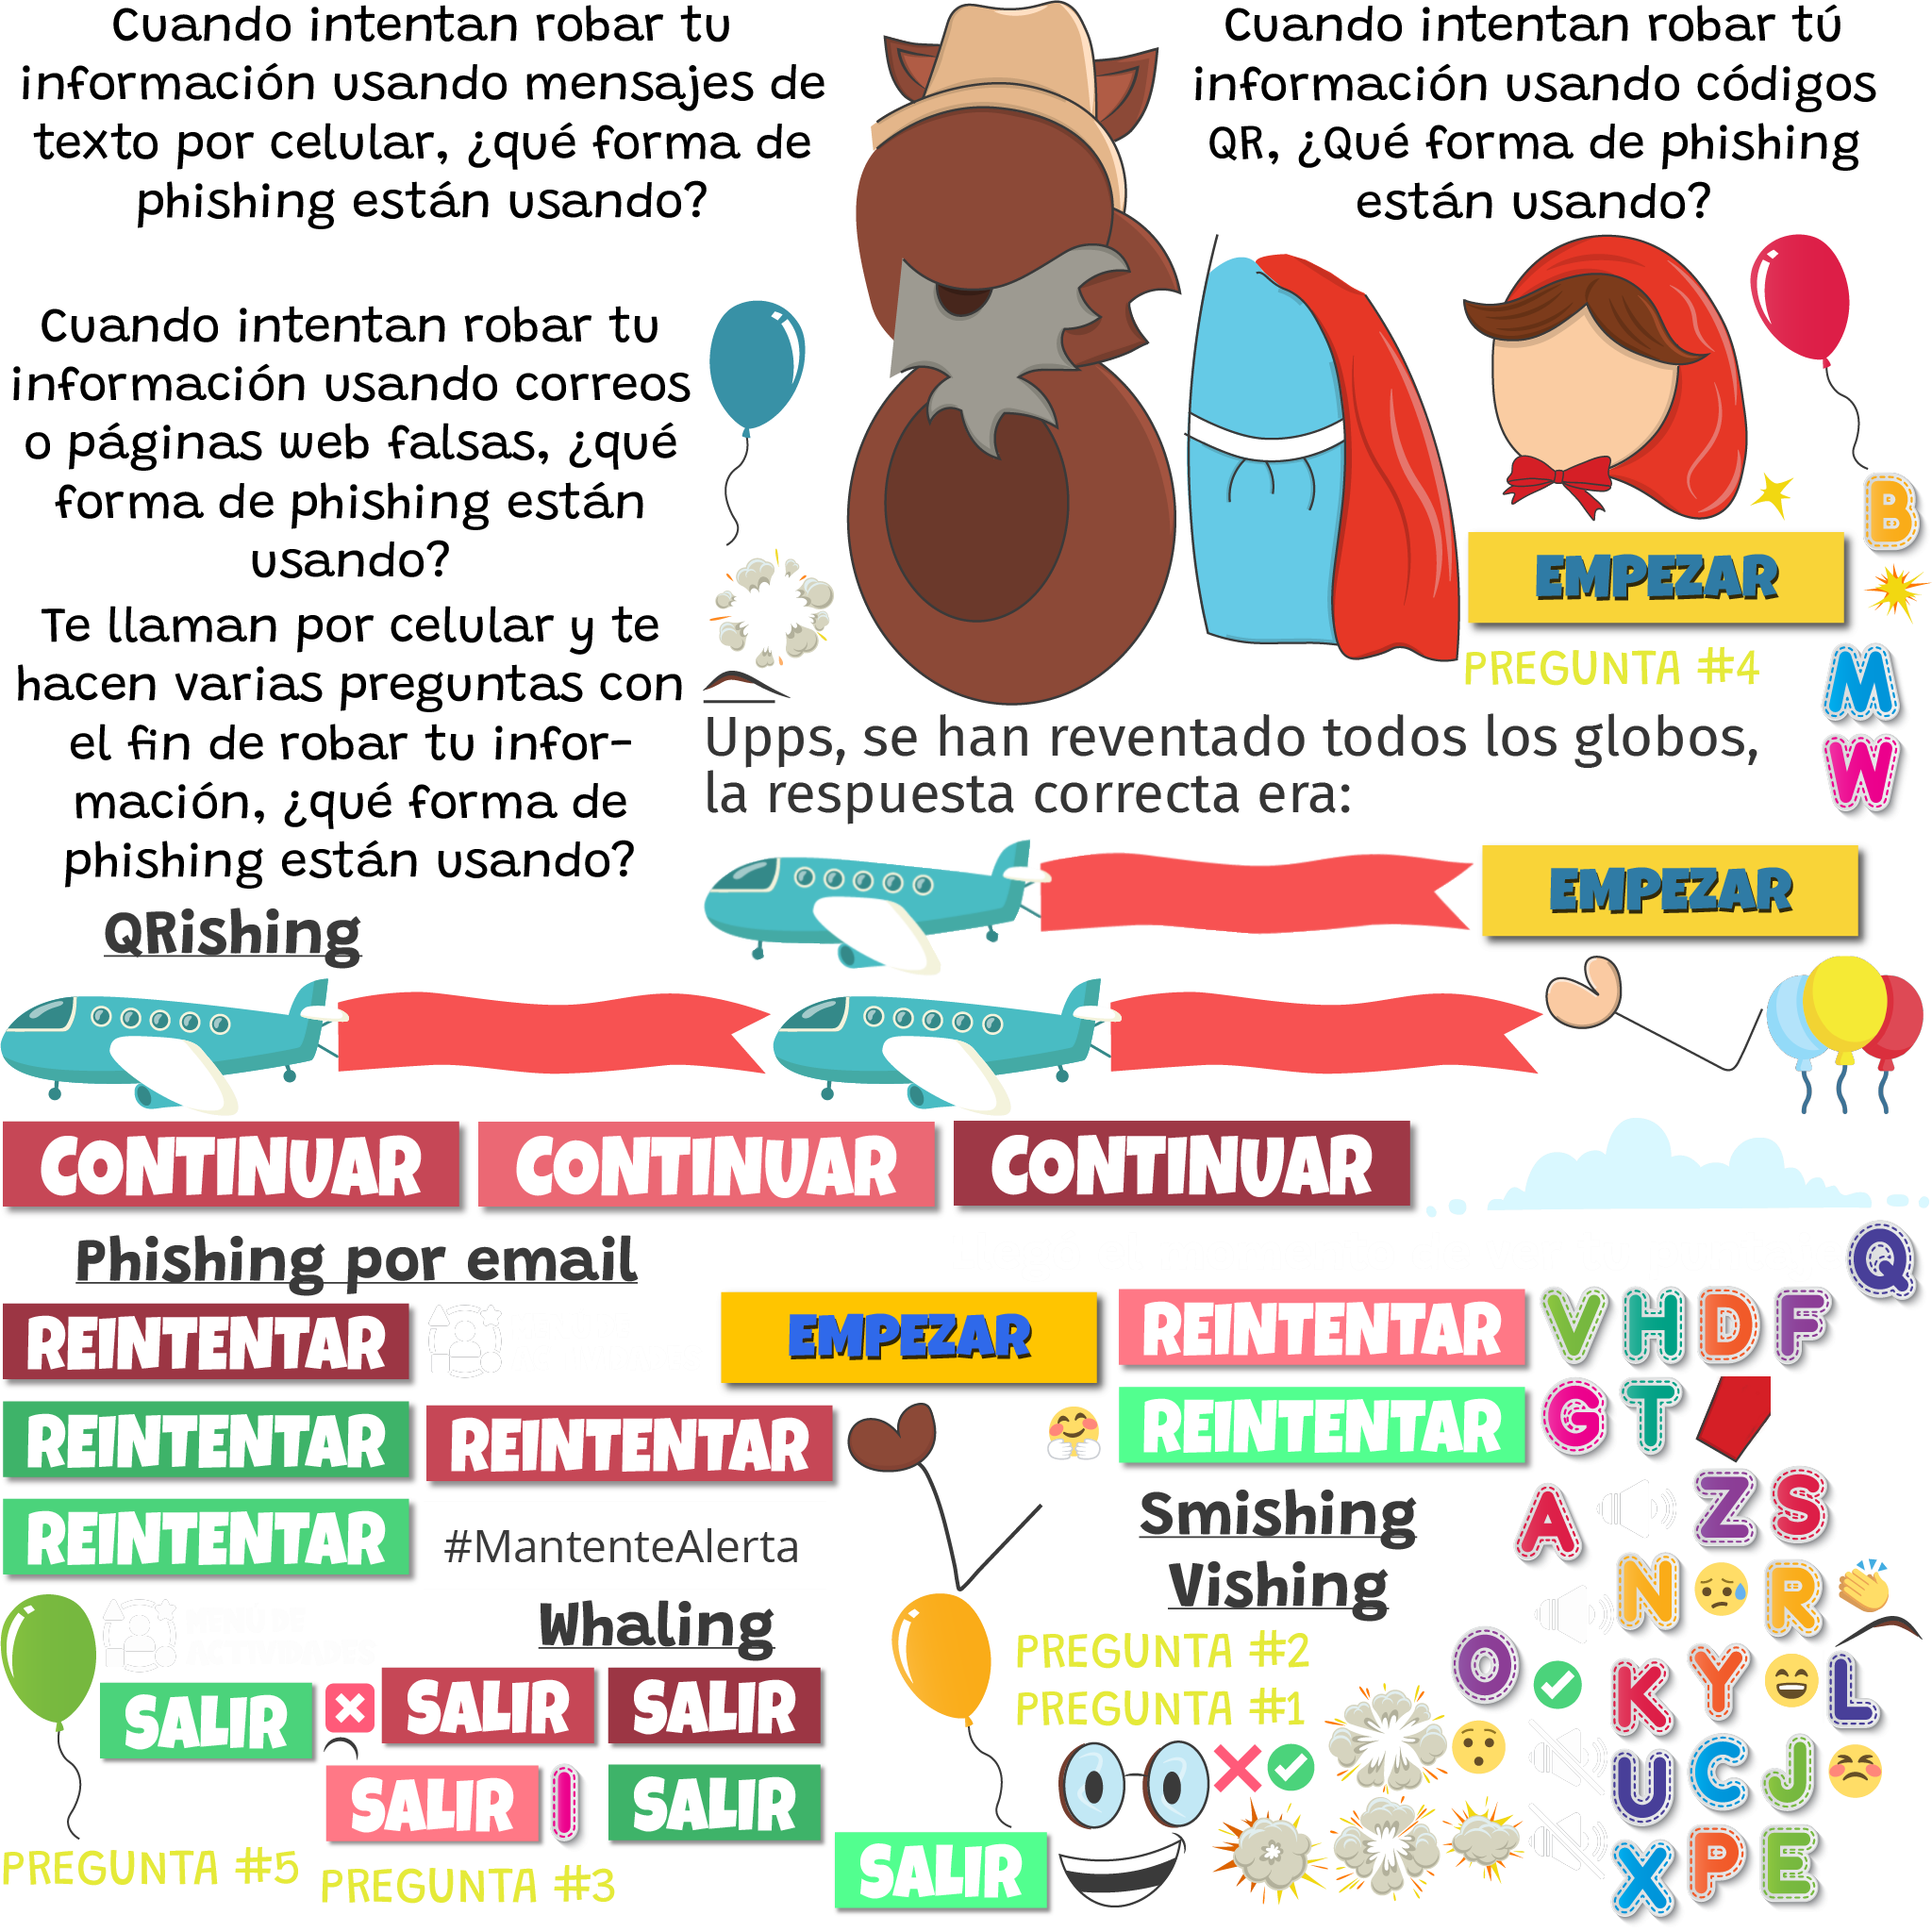 Cuando intentan robar tu
información usando mensajes de
texto por celular, ¿qué forma de
phishing están usando?
Cuando intentan robar tú
información usando códigos
QR, ¿Qué forma de phishing
están usando?
Cuando intentan robar tu
información usando correos
o páginas web falsas, ¿qué
forma de phishing están
usando?
B
EMPEZAR
Te llaman por celular y te
hacen varias preguntas con
el fin de robar tu infor-
mación, ¿qué forma de
phishing están usando?
PREGUNTA #4
M
W
Upps, se han reventado todos los globos,
la respuesta correcta era:
EMPEZAR
QRishing
CONTINUAR
CONTINUAR
CONTINUAR
Phishing por email
Q
REINTENTAR
EMPEZAR
REINTENTAR
V H D F
REINTENTAR
REINTENTAR
REINTENTAR
G T
REINTENTAR
#MantenteAlerta
Smishing
A Z S
Vishing
N R
MENU DE
ACTIVIDADES
Whaling
PREGUNTA #2
PREGUNTA #1
O K Y L
SALIR
SALIR
SALIR
SALIR
I
SALIR
U C J
PREGUNTA #5
PREGUNTA #3
SALIR
X P E